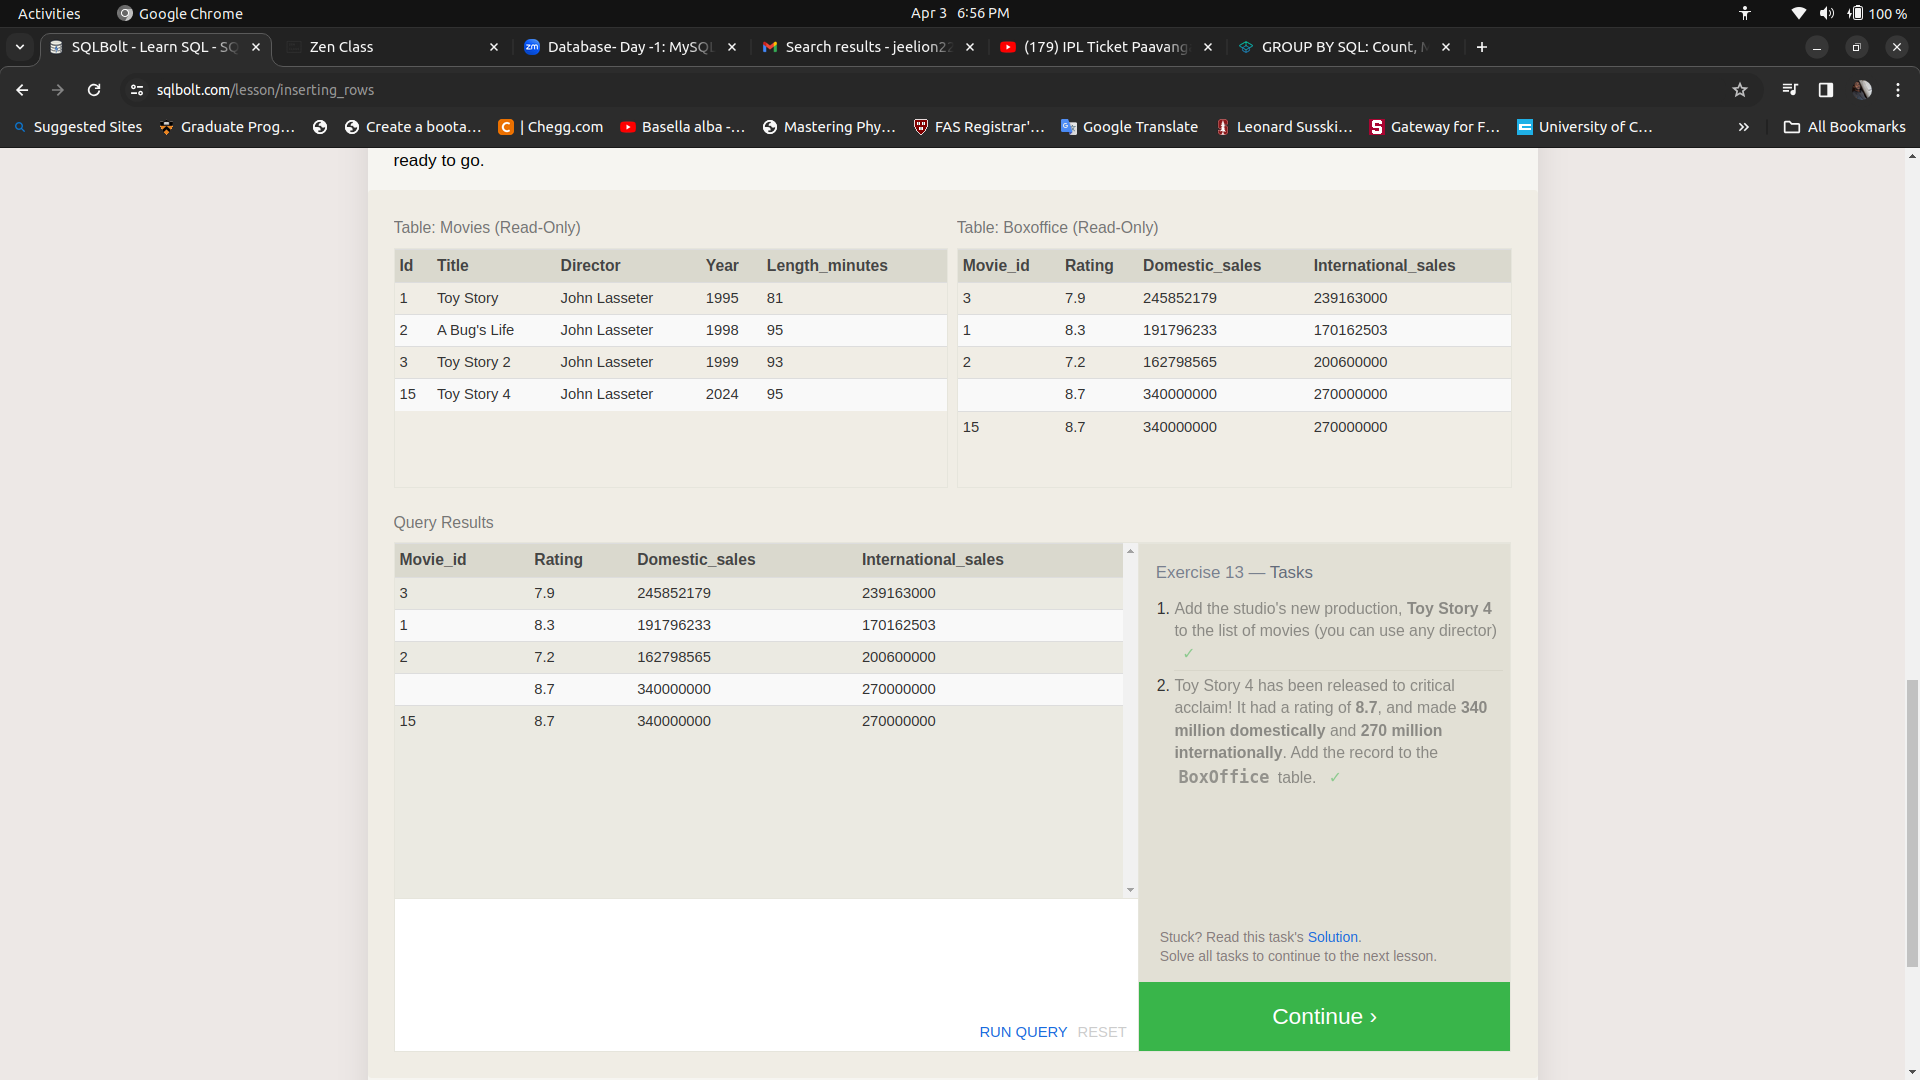 Activities Google Chrome Apr 3 6:56 PM 100 %
SQLBolt - Learn SQL - SQ Zen Class Database- Day -1: MySQL Search results - jeelion22 (179) IPL Ticket Paavang GROUP BY SQL: Count, M
sqlbolt.com/lesson/inserting_rows
Suggested Sites Graduate Prog... Create a boota... | Chegg.com Basella alba -... Mastering Phy... FAS Registrar'... Google Translate Leonard Susski... Gateway for F... University of C... » All Bookmarks
ready to go.
Table: Movies (Read-Only)
Id Title Director Year Length_minutes
1 Toy Story John Lasseter 1995 81
2 A Bug's Life John Lasseter 1998 95
3 Toy Story 2 John Lasseter 1999 93
15 Toy Story 4 John Lasseter 2024 95
Table: Boxoffice (Read-Only)
Movie_id Rating Domestic_sales International_sales
3 7.9 245852179 239163000
1 8.3 191796233 170162503
2 7.2 162798565 200600000
8.7 340000000 270000000
15 8.7 340000000 270000000
Query Results
Movie_id Rating Domestic_sales International_sales
3 7.9 245852179 239163000
1 8.3 191796233 170162503
2 7.2 162798565 200600000
8.7 340000000 270000000
15 8.7 340000000 270000000
RUN QUERY RESET
Exercise 13 — Tasks
1. Add the studio's new production, Toy Story 4
to the list of movies (you can use any director)
✓
2. Toy Story 4 has been released to critical
acclaim! It had a rating of 8.7, and made 340
million domestically and 270 million
internationally. Add the record to the
BoxOffice table. ✓
Stuck? Read this task's Solution.
Solve all tasks to continue to the next lesson.
Continue ›